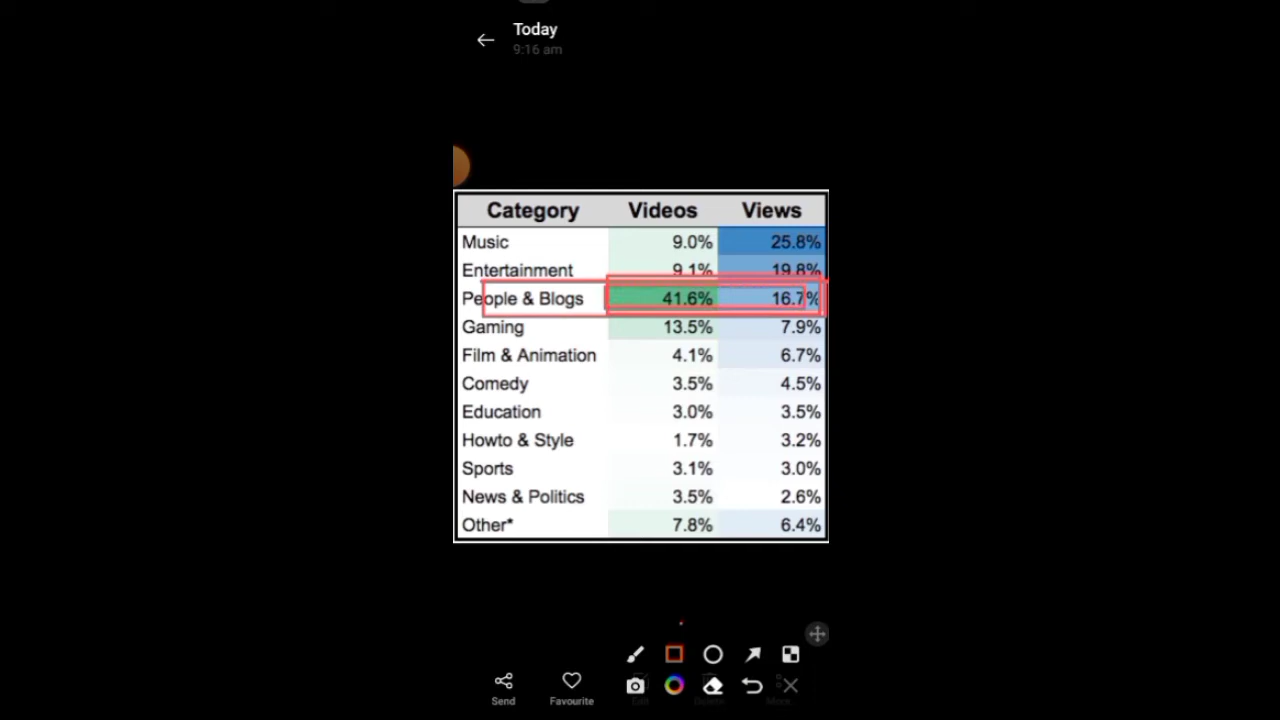 Today
9:16 am
Category Videos Views
Music 9.0% 25.8%
Entertainment 9.1% 19.8%
People & Blogs 41.6% 16.7%
Gaming 13.5% 7.9%
Film & Animation 4.1% 6.7%
Comedy 3.5% 4.5%
Education 3.0% 3.5%
Howto & Style 1.7% 3.2%
Sports 3.1% 3.0%
News & Politics 3.5% 2.6%
Other* 7.8% 6.4%
Send Favourite Edit Delete More